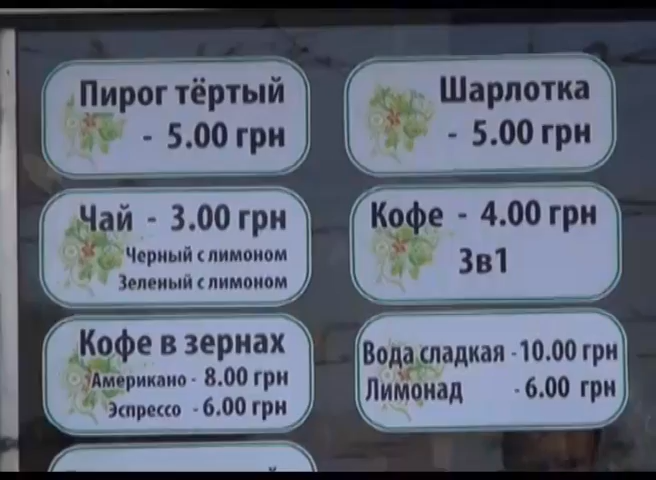 Пирог тёртый
- 5.00 грн
Шарлотка
- 5.00 грн
Чай - 3.00 грн
Черный с лимоном
Зеленый с лимоном
Кофе - 4.00 грн
3в1
Кофе в зернах
Американо - 8.00 грн
Эспрессо - 6.00 грн
Вода сладкая - 10.00 грн
Лимонад - 6.00 грн